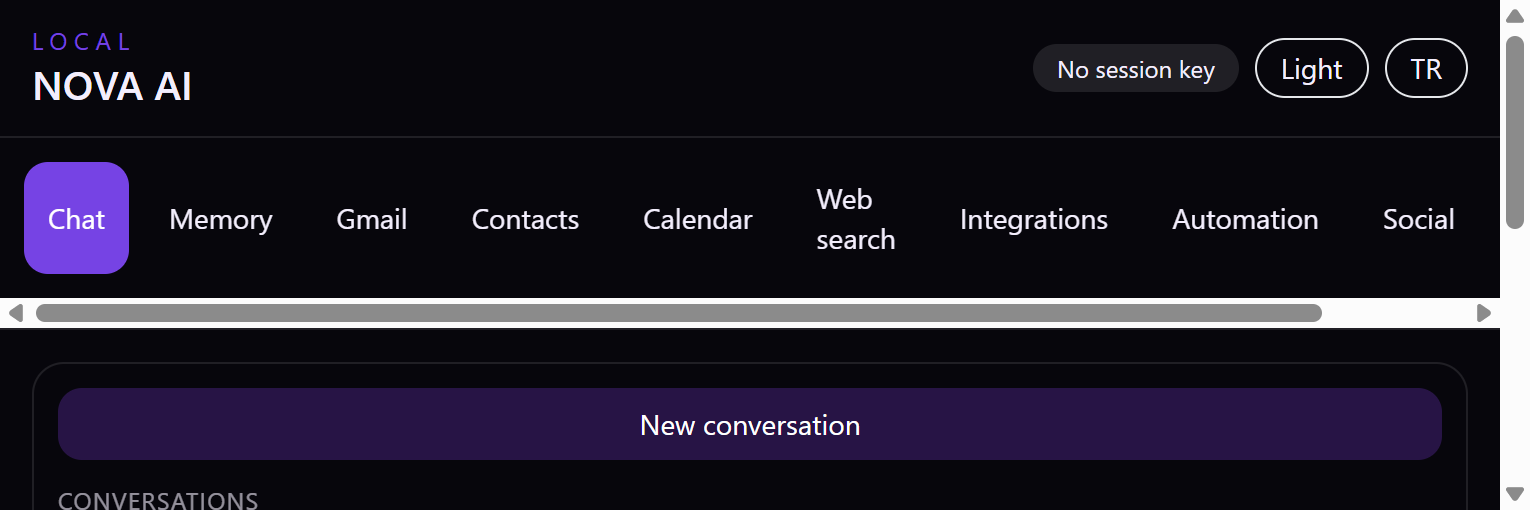 LOCAL
NOVA AI
No session key
Light
TR
Chat
Memory
Gmail
Contacts
Calendar
Web
search
Integrations
Automation
Social
New conversation
CONVERSATIONS